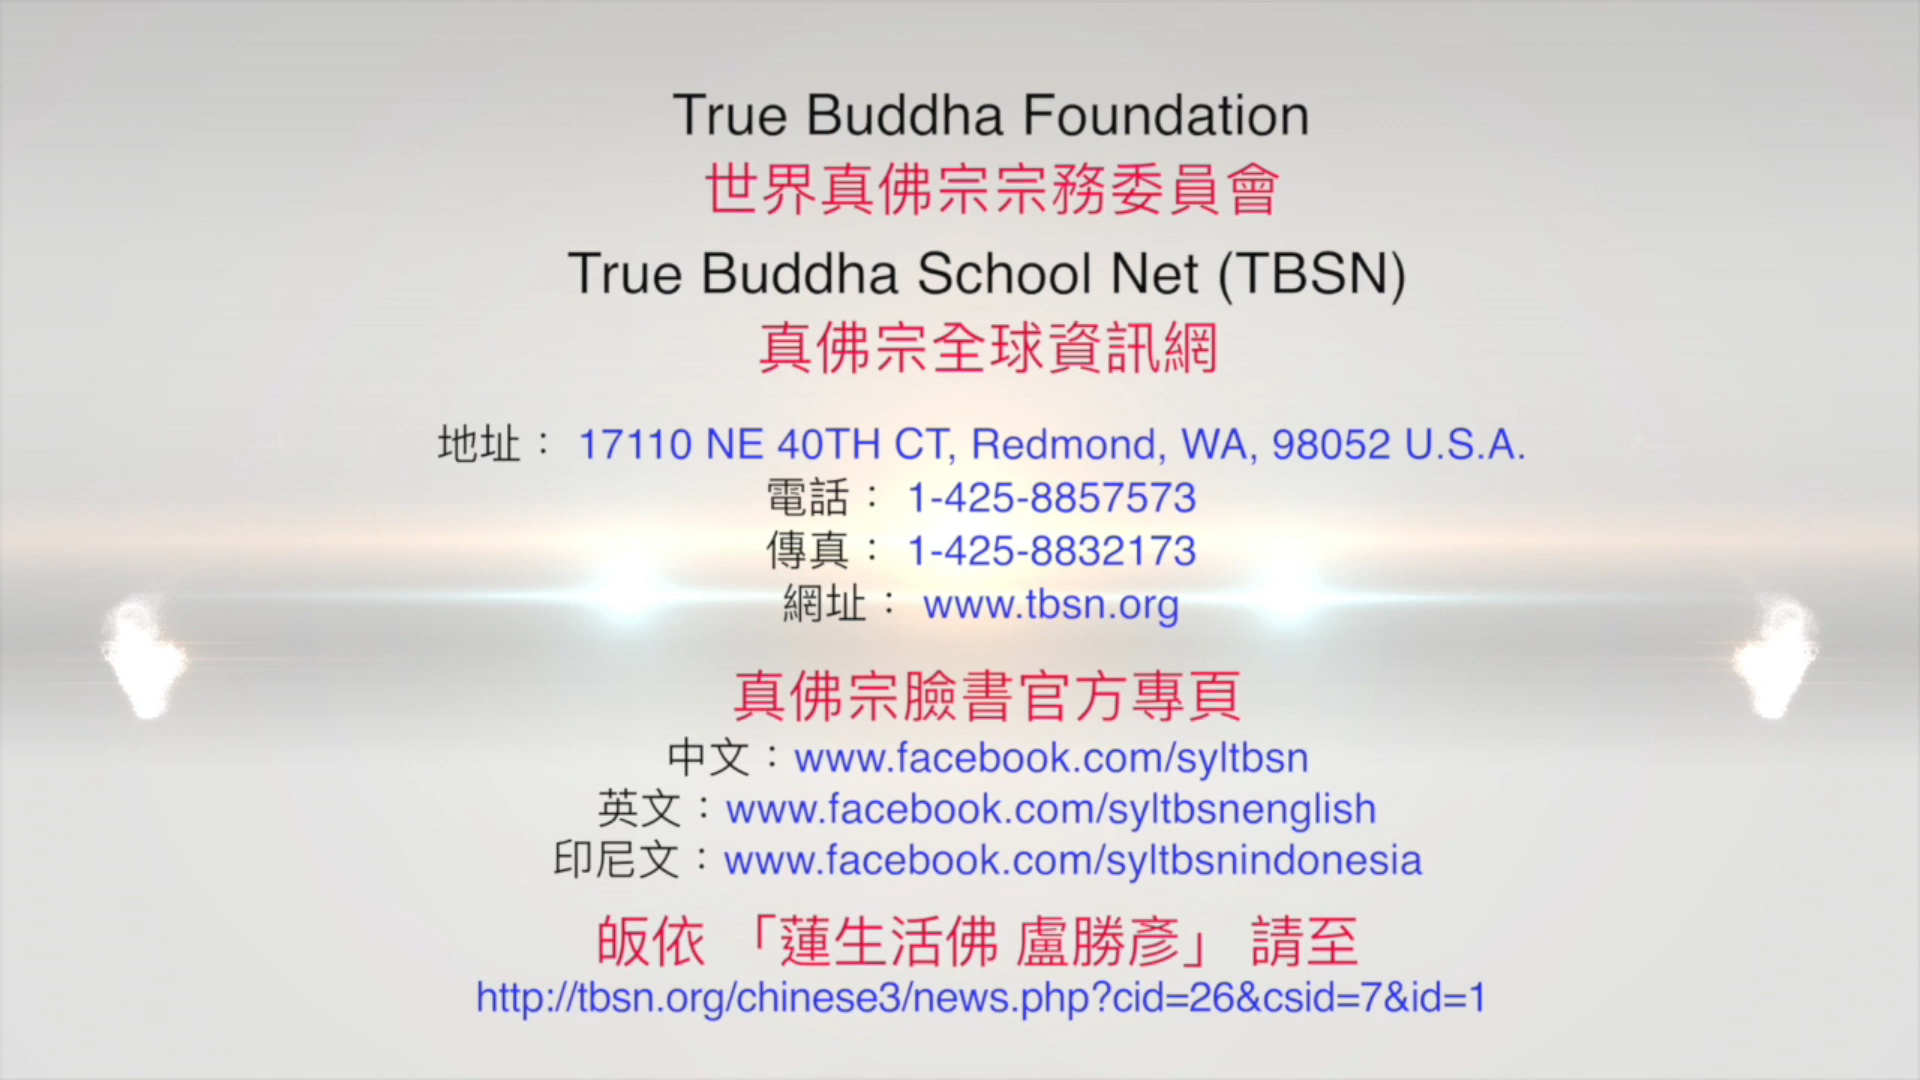 True Buddha Foundation
世界真佛宗宗務委員會
True Buddha School Net (TBSN)
真佛宗全球資訊網
地址： 17110 NE 40TH CT, Redmond, WA, 98052 U.S.A.
電話： 1-425-8857573
傳真： 1-425-8832173
網址： www.tbsn.org
真佛宗臉書官方專頁
中文：www.facebook.com/syltbsn
英文：www.facebook.com/syltbsnenglish
印尼文：www.facebook.com/syltbsnindonesia
皈依 「蓮生活佛 盧勝彥」 請至
http://tbsn.org/chinese3/news.php?cid=26&csid=7&id=1